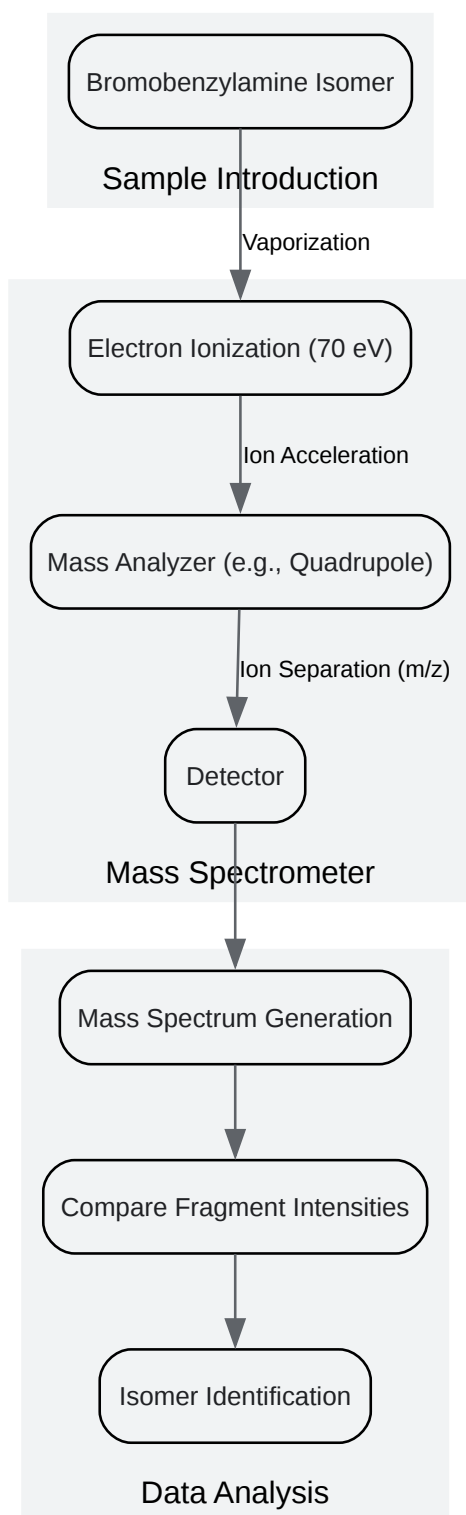 Bromobenzylamine Isomer
Sample Introduction
Vaporization
Electron Ionization (70 eV)
Ion Acceleration
Mass Analyzer (e.g., Quadrupole)
Ion Separation (m/z)
Detector
Mass Spectrometer
Mass Spectrum Generation
Compare Fragment Intensities
Isomer Identification
Data Analysis